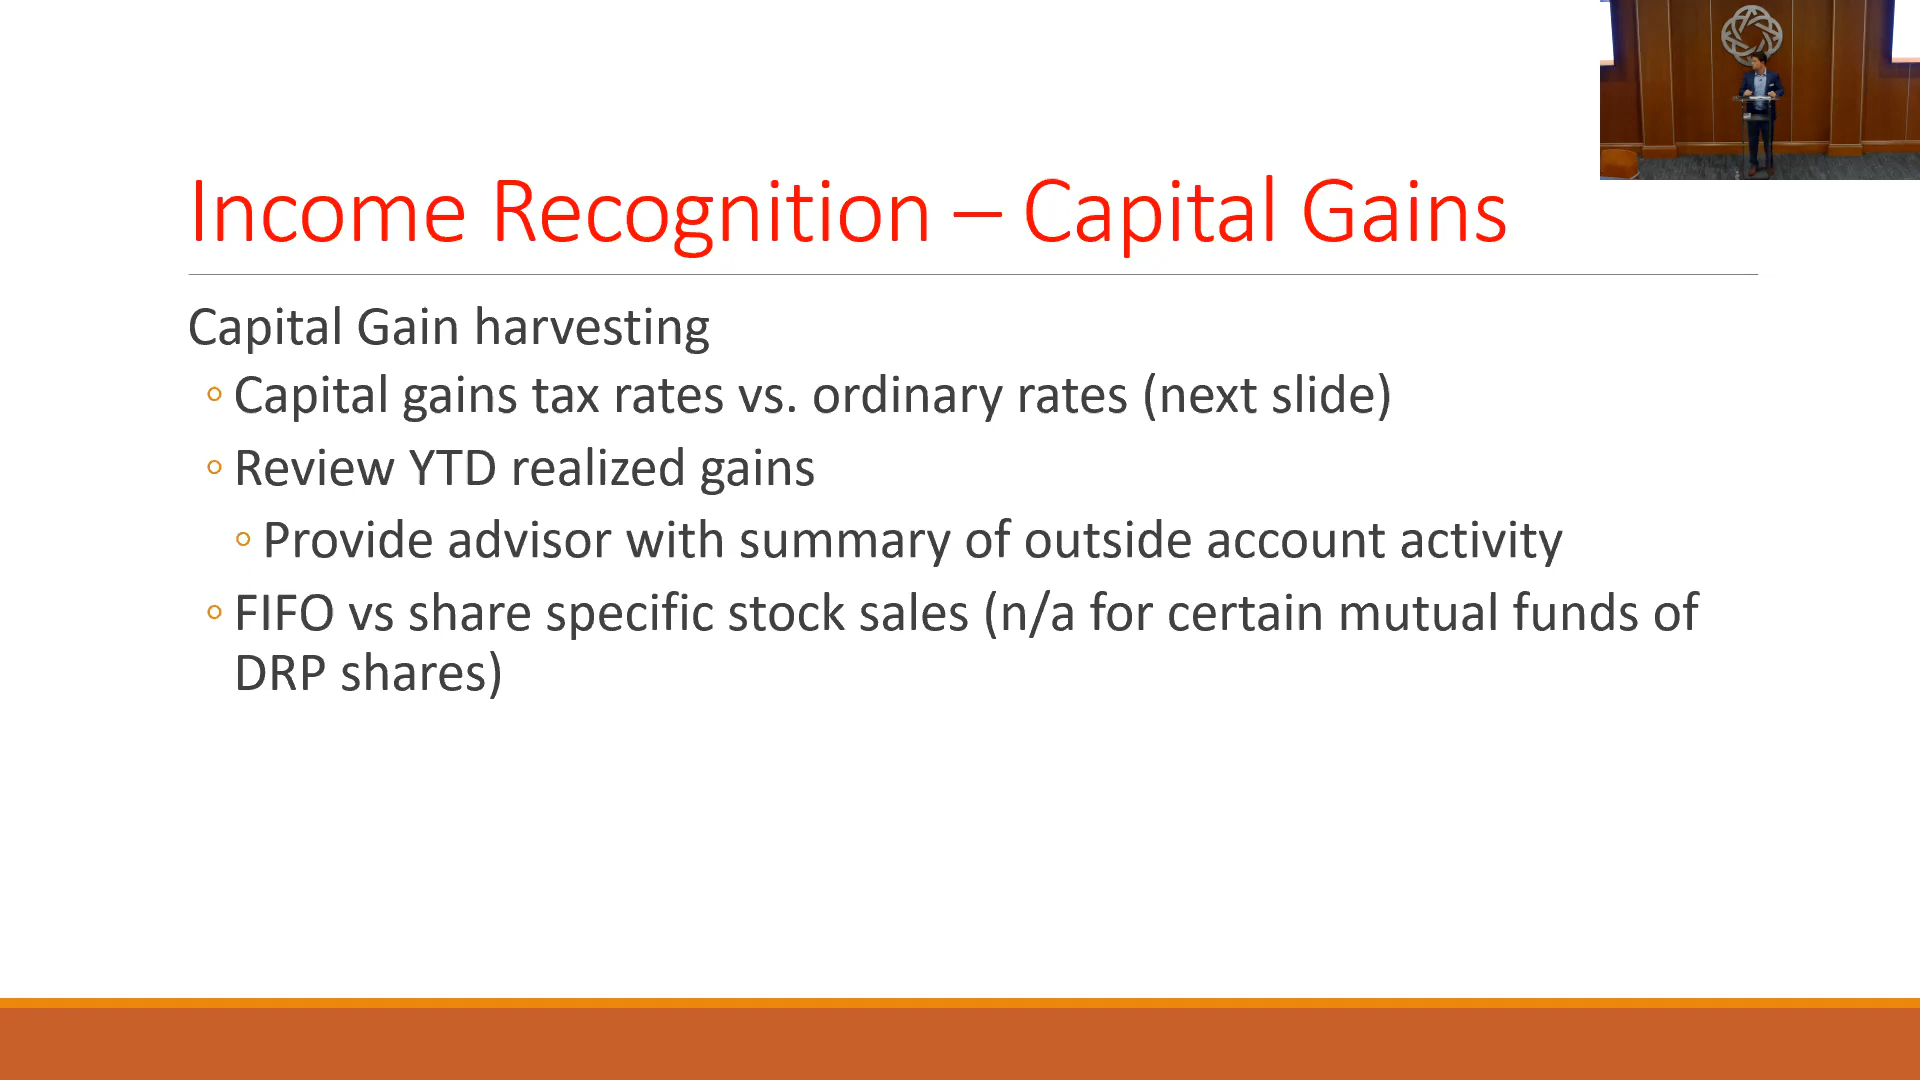 Income Recognition – Capital Gains
Capital Gain harvesting
◦ Capital gains tax rates vs. ordinary rates (next slide)
◦ Review YTD realized gains
◦ Provide advisor with summary of outside account activity
◦ FIFO vs share specific stock sales (n/a for certain mutual funds of
DRP shares)